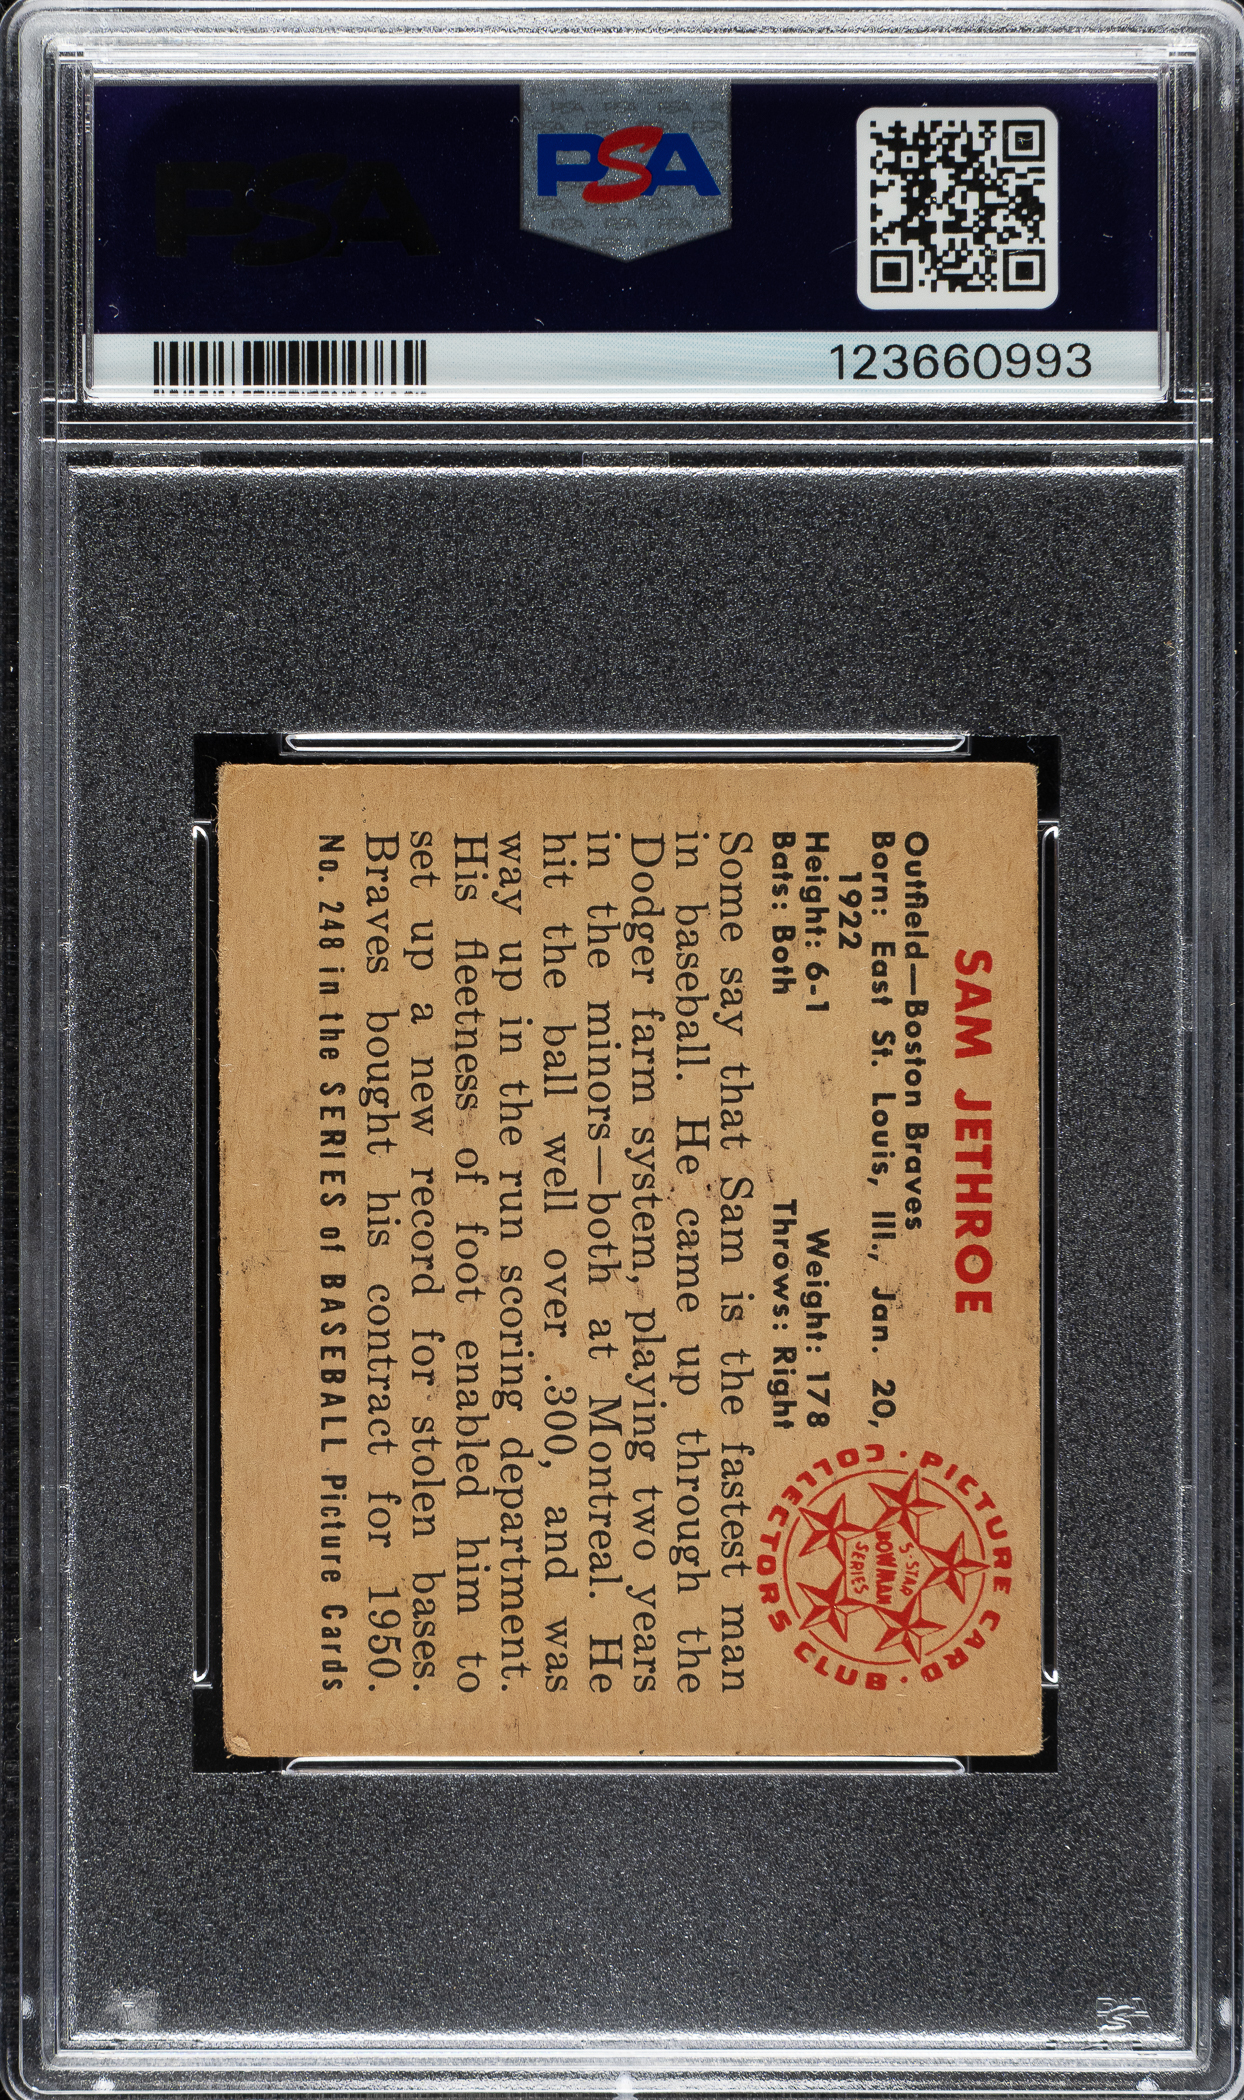 PSA
PSA
123660993
SAM JETHROE
Outfield—Boston Braves
Born: East St. Louis, Ill., Jan. 20,
1922
Height: 6-1 Weight: 178
Bats: Both Throws: Right
PICTURE CARD · COLLECTORS CLUB ·
5-STAR
BOWMAN
SERIES
Some say that Sam is the fastest man
in baseball. He came up through the
Dodger farm system, playing two years
in the minors—both at Montreal. He
hit the ball well over .300, and was
way up in the run scoring department.
His fleetness of foot enabled him to
set up a new record for stolen bases.
Braves bought his contract for 1950.
No. 248 in the SERIES of BASEBALL Picture Cards